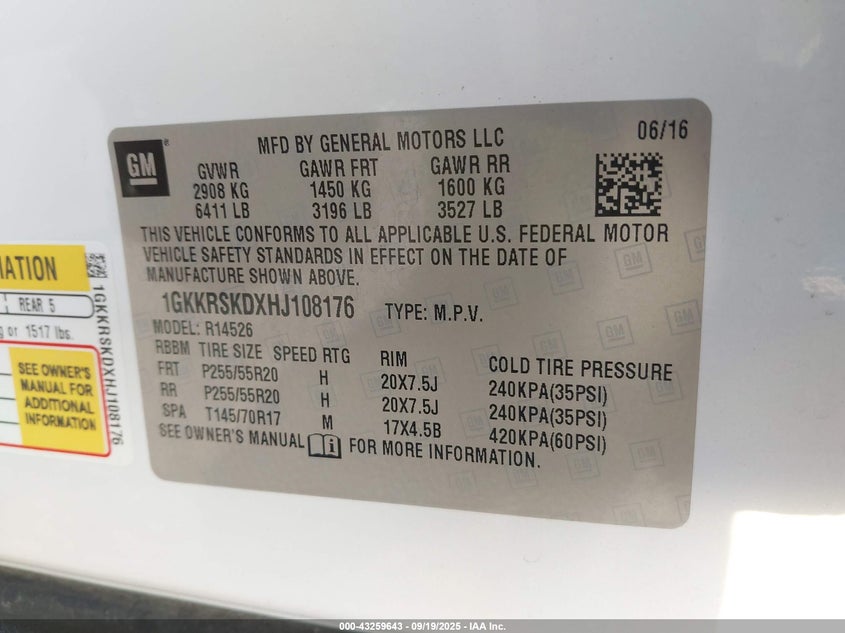 GM
MFD BY GENERAL MOTORS LLC
06/16
GVWR GAWR FRT GAWR RR
2908 KG 1450 KG 1600 KG
6411 LB 3196 LB 3527 LB
THIS VEHICLE CONFORMS TO ALL APPLICABLE U.S. FEDERAL MOTOR
VEHICLE SAFETY STANDARDS IN EFFECT ON THE DATE OF
MANUFACTURE SHOWN ABOVE.
1GKKRSKDXHJ108176 TYPE: M.P.V.
MODEL: R14526
RBBM TIRE SIZE SPEED RTG RIM COLD TIRE PRESSURE
FRT P255/55R20 H 20X7.5J 240KPA(35PSI)
RR P255/55R20 H 20X7.5J 240KPA(35PSI)
SPA T145/70R17 M 17X4.5B 420KPA(60PSI)
SEE OWNER'S MANUAL FOR MORE INFORMATION.
REAR 5
or 1517 lbs.
SEE OWNER'S
MANUAL FOR
ADDITIONAL
INFORMATION
1GKKRSKDXHJ108176
000-43259643 - 09/19/2025 - IAA Inc.